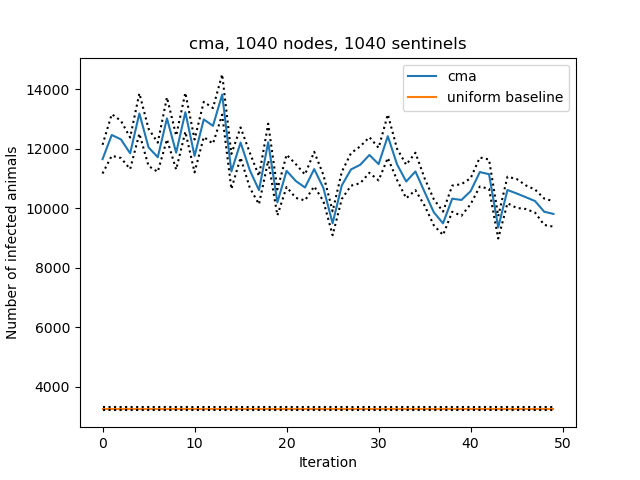 cma, 1040 nodes, 1040 sentinels
cma
uniform baseline
14000
12000
10000
8000
6000
4000
Number of infected animals
0 10 20 30 40 50
Iteration